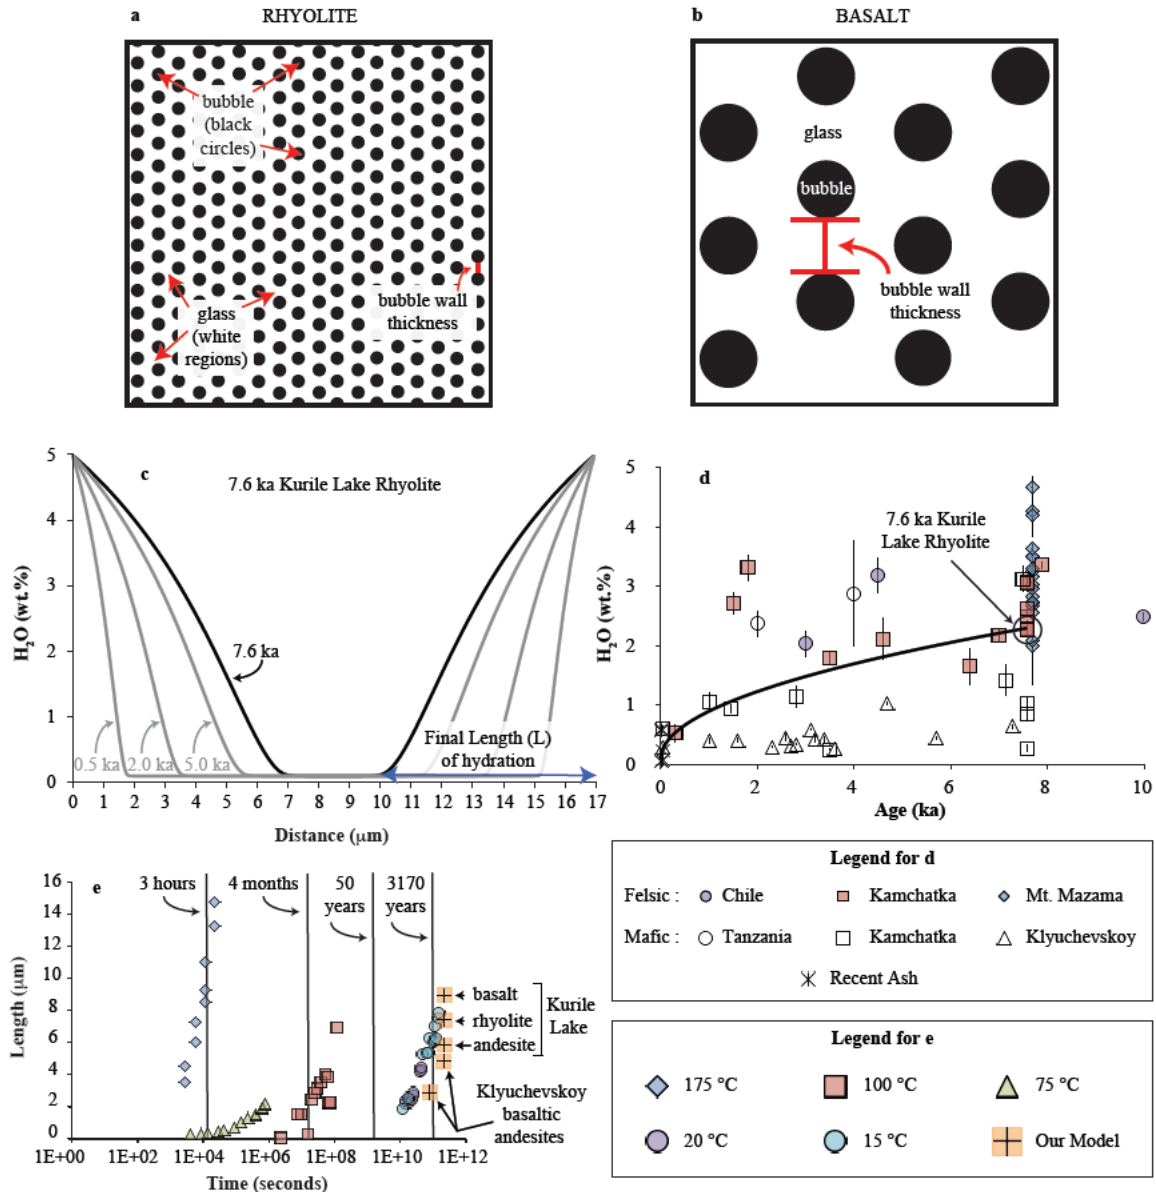 a RHYOLITE
bubble
(black
circles)
glass
(white
regions)
bubble wall
thickness
b BASALT
glass
bubble
bubble wall
thickness
c
7.6 ka Kurile Lake Rhyolite
H2O (wt.%)
5
4
3
2
1
0
7.6 ka
0.5 ka 2.0 ka 5.0 ka
Final Length (L)
of hydration
0 1 2 3 4 5 6 7 8 9 10 11 12 13 14 15 16 17
Distance (μm)
d
7.6 ka Kurile
Lake Rhyolite
H2O (wt.%)
5
4
3
2
1
0
0 2 4 6 8 10
Age (ka)
Legend for d
Felsic : Chile Kamchatka Mt. Mazama
Mafic : Tanzania Kamchatka Klyuchevskoy
Recent Ash
e
3 hours 4 months 50
years 3170
years
Length (μm)
16
14
12
10
8
6
4
2
0
basalt
rhyolite
andesite
Kurile
Lake
Klyuchevskoy
basaltic
andesites
1E+00 1E+02 1E+04 1E+06 1E+08 1E+10 1E+12
Time (seconds)
Legend for e
175 °C 100 °C 75 °C
20 °C 15 °C Our Model